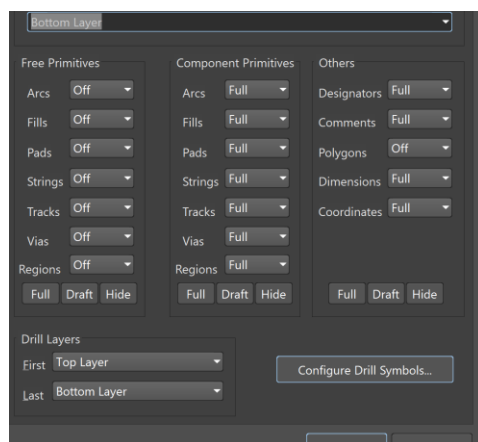 Bottom Layer
Free Primitives
Arcs Off
Fills Off
Pads Off
Strings Off
Tracks Off
Vias Off
Regions Off
Full Draft Hide
Component Primitives
Arcs Full
Fills Full
Pads Full
Strings Full
Tracks Full
Vias Full
Regions Full
Full Draft Hide
Others
Designators Full
Comments Full
Polygons Off
Dimensions Full
Coordinates Full
Full Draft Hide
Drill Layers
First Top Layer
Last Bottom Layer
Configure Drill Symbols...